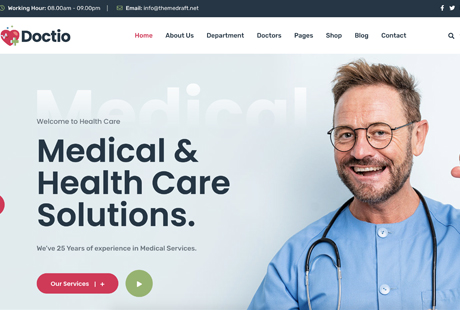 Working Hour: 08.00am - 09.00pm | Email: info@themedraft.net
Doctio
Home About Us Department Doctors Pages Shop Blog Contact
Medical
Welcome to Health Care
Medical &
Health Care
Solutions.
We've 25 Years of experience in Medical Services.
Our Services | +